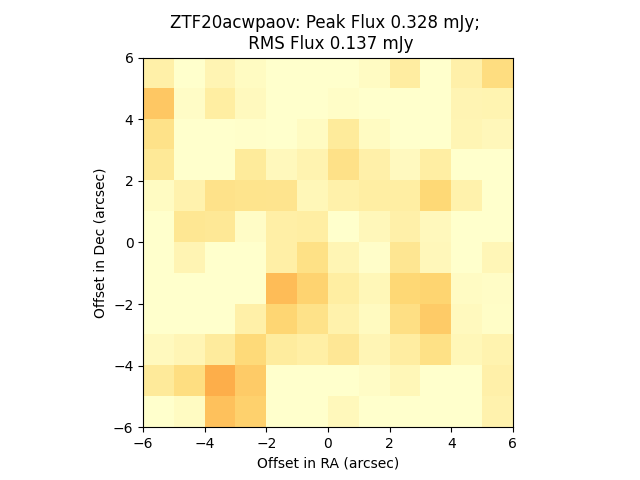 ZTF20acwpaov: Peak Flux 0.328 mJy;
RMS Flux 0.137 mJy
6
4
2
0
−2
−4
−6
Offset in Dec (arcsec)
−6 −4 −2 0 2 4 6
Offset in RA (arcsec)